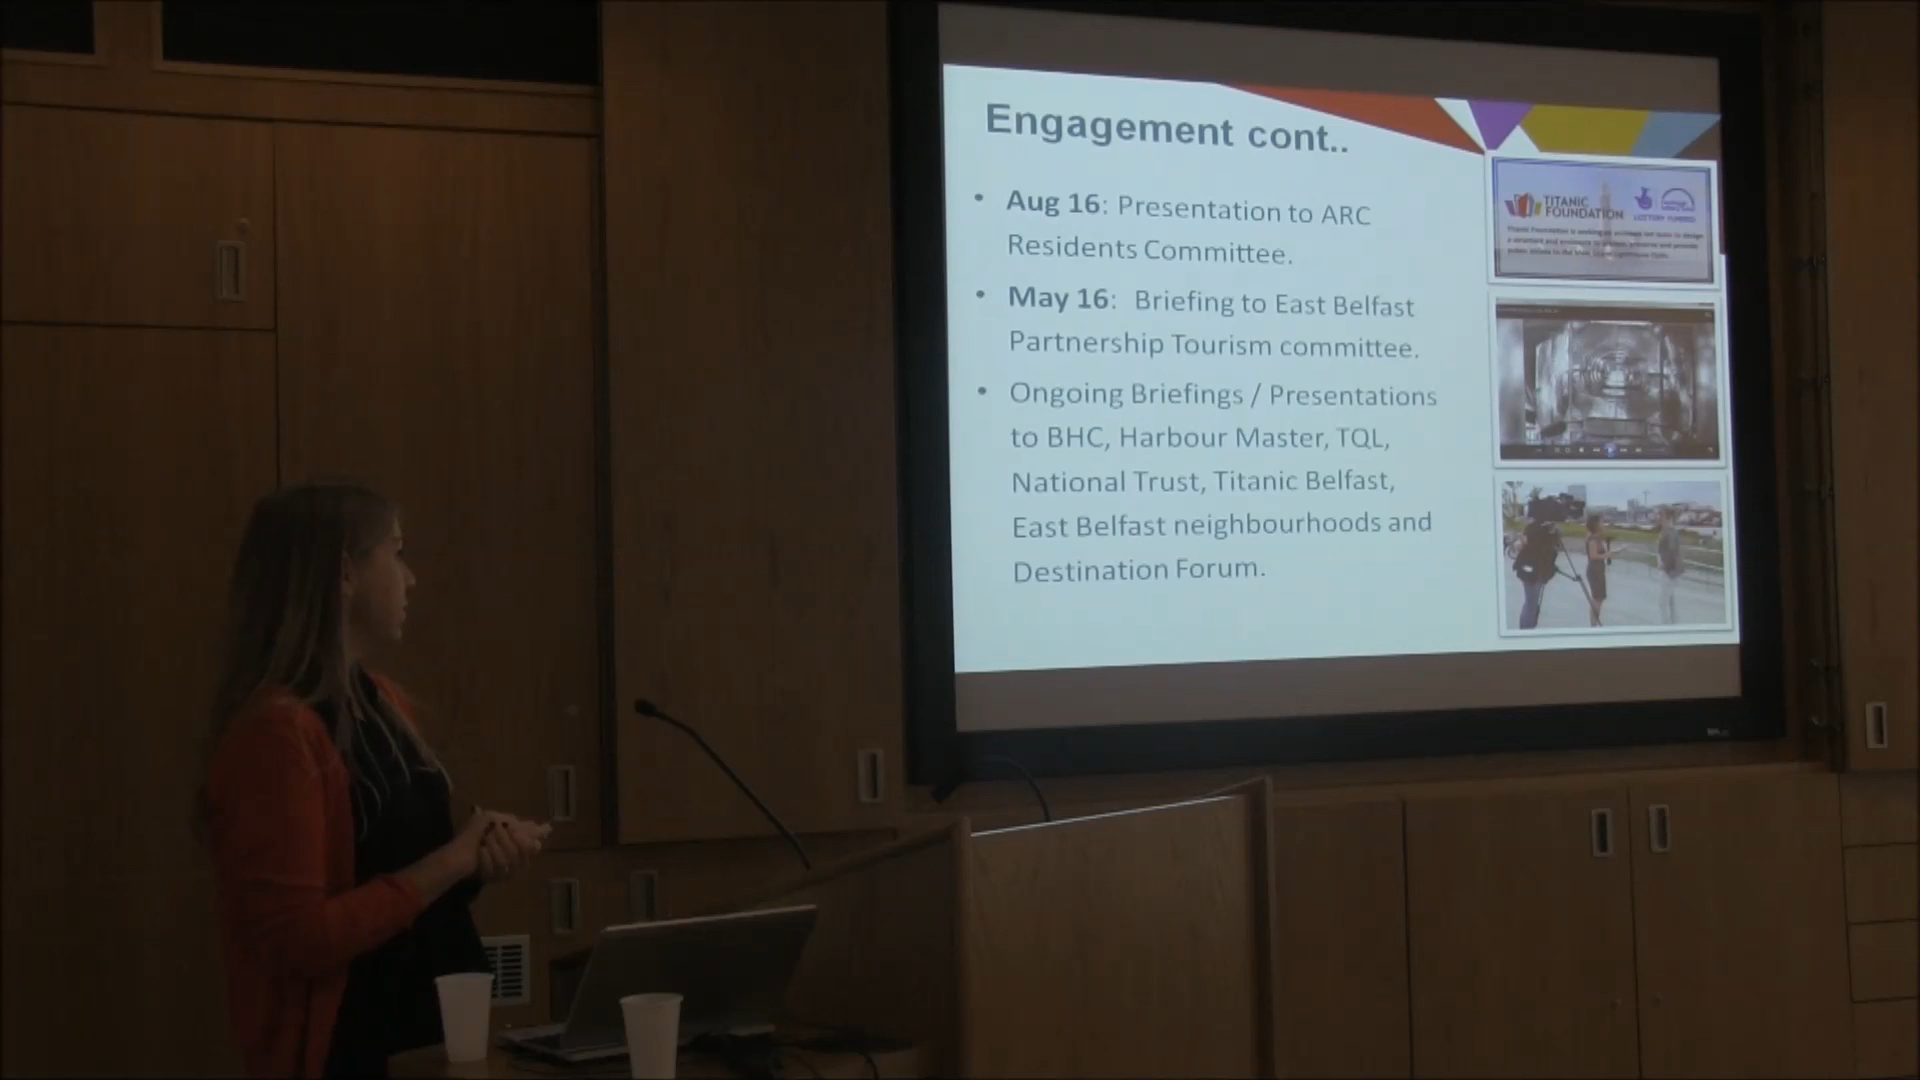 Engagement cont..
• Aug 16: Presentation to ARC
Residents Committee.
• May 16: Briefing to East Belfast
Partnership Tourism committee.
• Ongoing Briefings / Presentations
to BHC, Harbour Master, TQL,
National Trust, Titanic Belfast,
East Belfast neighbourhoods and
Destination Forum.
TITANIC
FOUNDATION
LOTTERY FUNDED